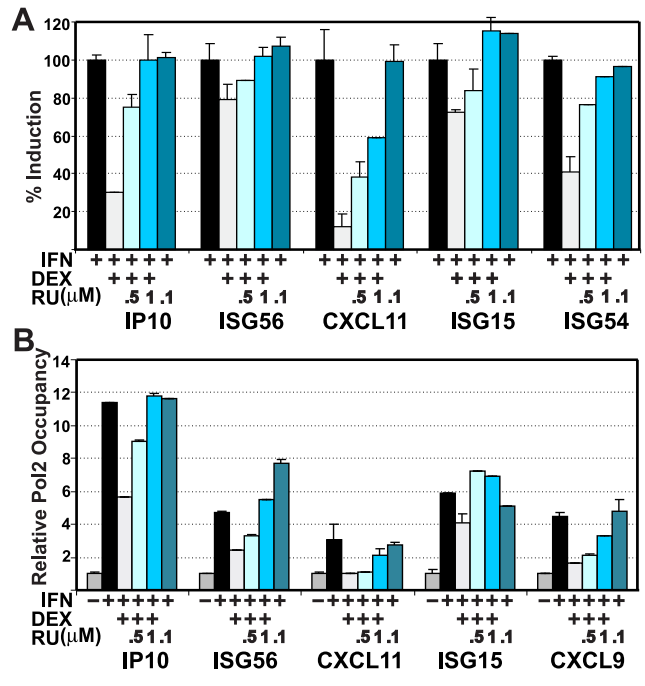 A
% Induction
120
100
80
60
40
20
IFN + + + + + + + + + + + + + + + + + + + + + + + + +
DEX + + + + + + + + + + + + + + +
RU(μM) .5 1 .1 .5 1 .1 .5 1 .1 .5 1 .1 .5 1 .1
IP10 ISG56 CXCL11 ISG15 ISG54
B
Relative Pol2 Occupancy
14
12
10
8
6
4
2
IFN − + + + + + − + + + + + − + + + + + − + + + + + − + + + + +
DEX + + + + + + + + + + + + + + +
RU(μM) .5 1 .1 .5 1 .1 .5 1 .1 .5 1 .1 .5 1 .1
IP10 ISG56 CXCL11 ISG15 CXCL9